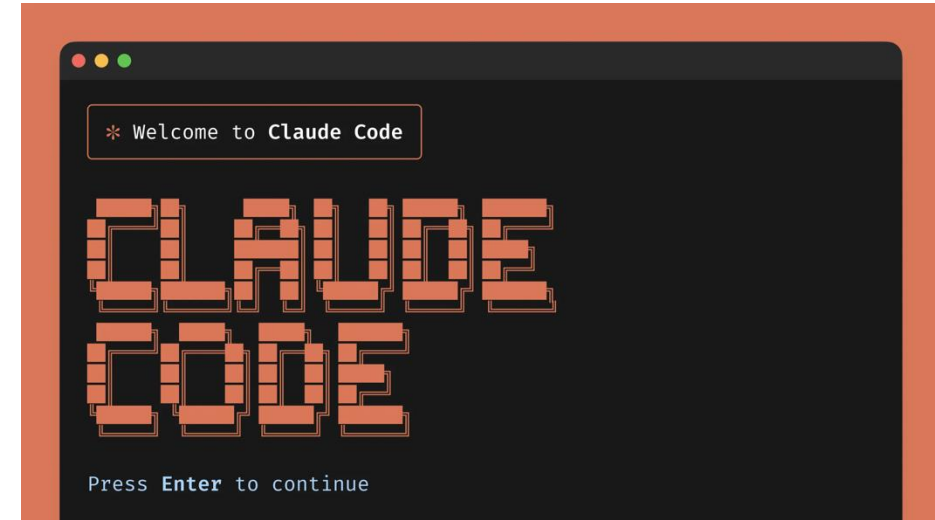 ✻ Welcome to Claude Code
CLAUDE
CODE
Press Enter to continue